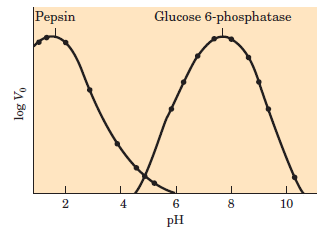 Pepsin Glucose 6-phosphatase
log V0
2 4 6 8 10
pH